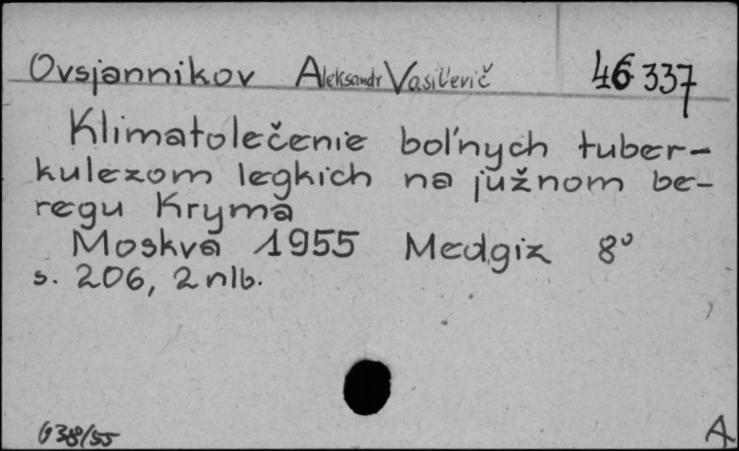 Ovsjannikov Aleksandr Vasil'evič 46 337
Klimatolečenie bol'nych tuber-
kulezom legkich na južnom be-
regu Kryma
Moskva 1955 Medgiz 8°
s. 206, 2 nlb.
638/55 A